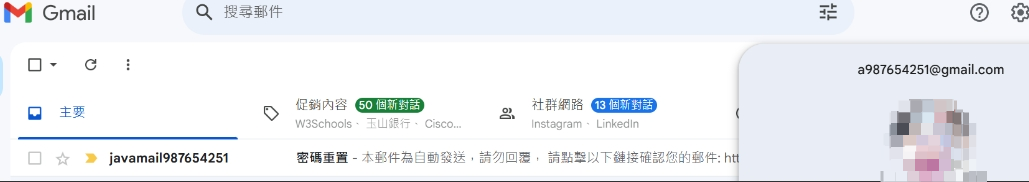 Gmail
搜尋郵件
a987654251@gmail.com
主要
促銷內容 50 個新對話
W3Schools · 玉山銀行 · Cisco...
社群網路 13 個新對話
Instagram · LinkedIn
javamail987654251 密碼重置 - 本郵件為自動發送，請勿回覆， 請點擊以下鏈接確認您的郵件: htt